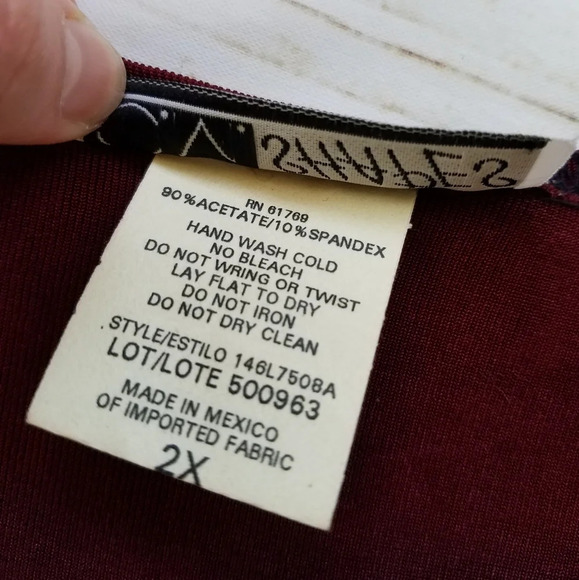 SHAPES
RN 61769
90%ACETATE/10%SPANDEX
HAND WASH COLD
NO BLEACH
DO NOT WRING OR TWIST
LAY FLAT TO DRY
DO NOT IRON
DO NOT DRY CLEAN
STYLE/ESTILO 146L7508A
LOT/LOTE 500963
MADE IN MEXICO
OF IMPORTED FABRIC
2X